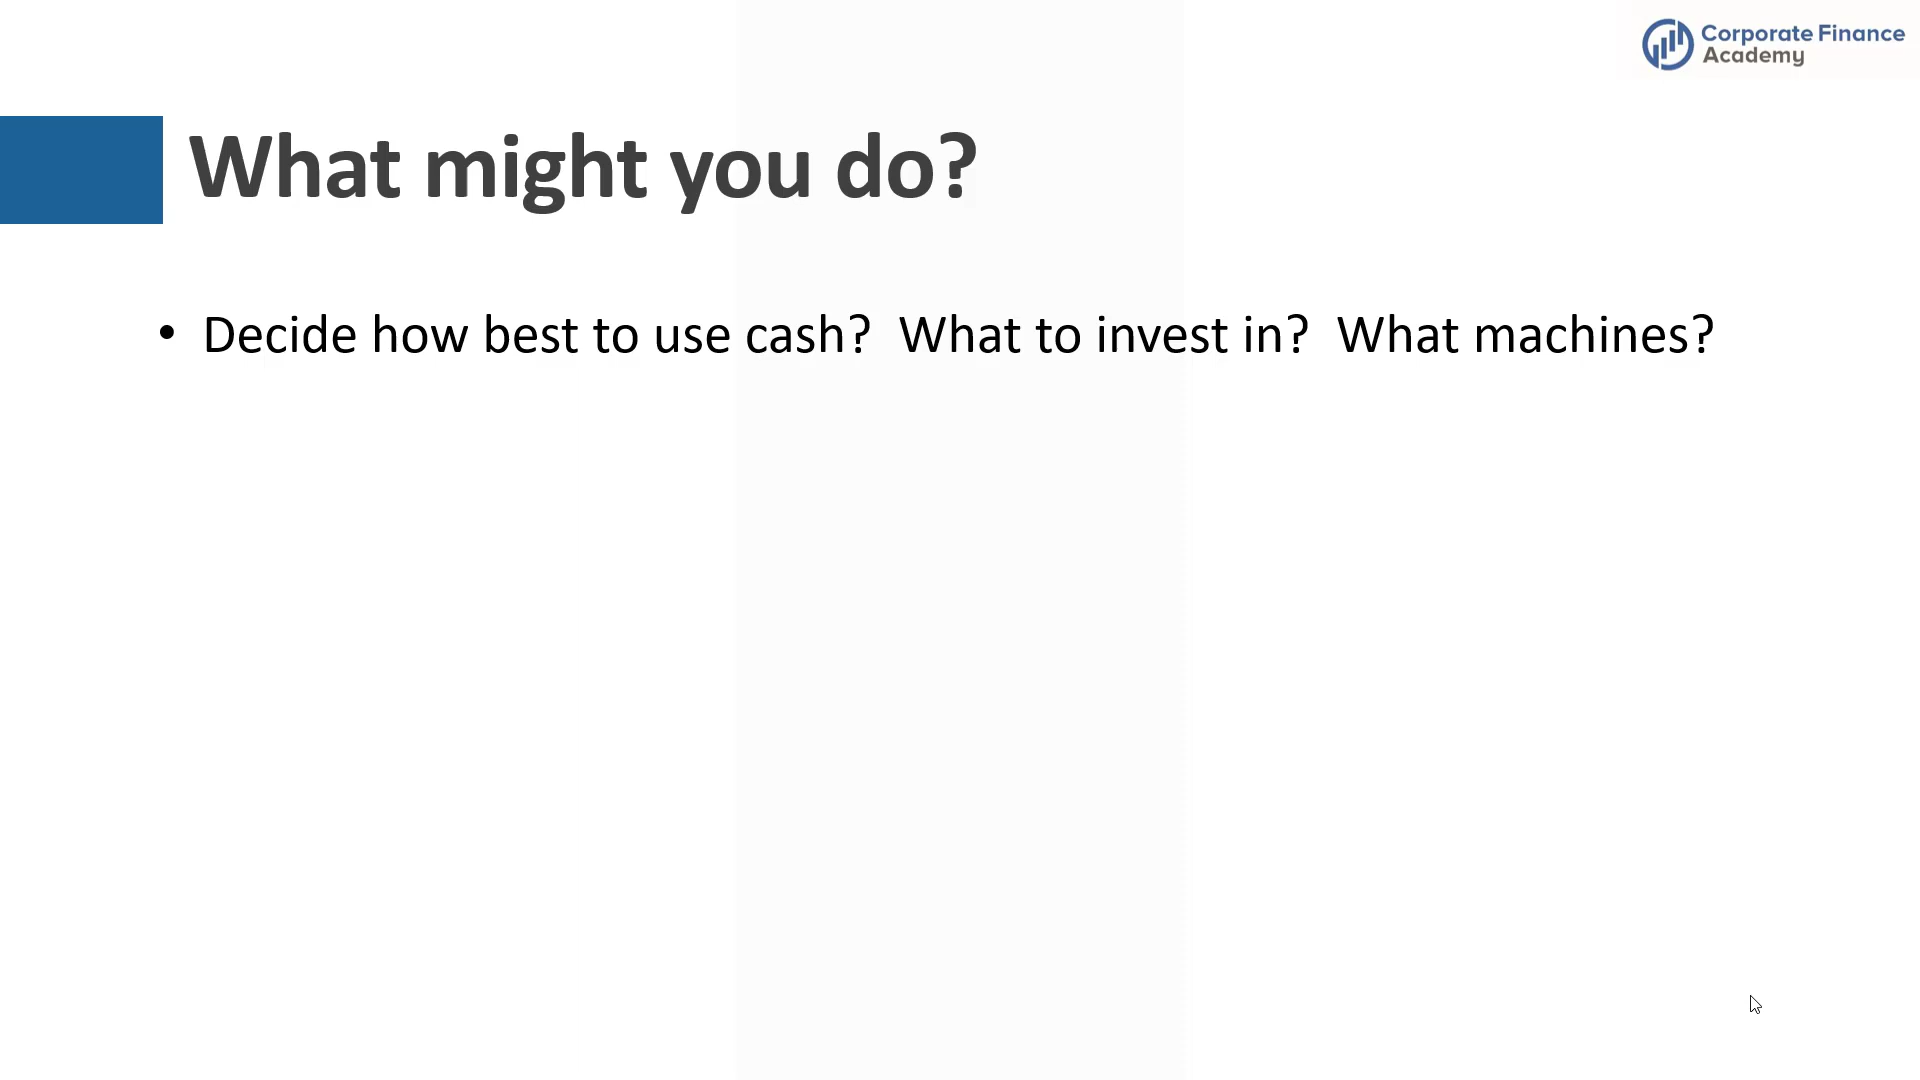 Corporate Finance
Academy
What might you do?
• Decide how best to use cash?  What to invest in?  What machines?